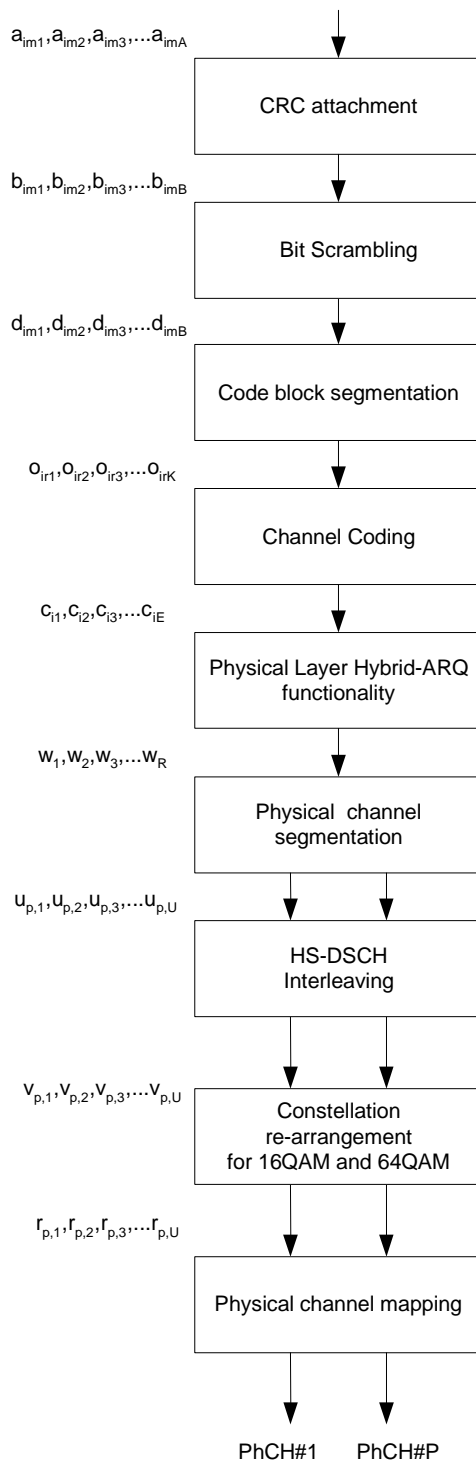 a_im1,a_im2,a_im3,...a_imA
CRC attachment
b_im1,b_im2,b_im3,...b_imB
Bit Scrambling
d_im1,d_im2,d_im3,...d_imB
Code block segmentation
o_ir1,o_ir2,o_ir3,...o_irK
Channel Coding
c_i1,c_i2,c_i3,...c_iE
Physical Layer Hybrid-ARQ
functionality
w_1,w_2,w_3,...w_R
Physical channel
segmentation
u_p,1,u_p,2,u_p,3,...u_p,U
HS-DSCH
Interleaving
v_p,1,v_p,2,v_p,3,...v_p,U
Constellation
re-arrangement
for 16QAM and 64QAM
r_p,1,r_p,2,r_p,3,...r_p,U
Physical channel mapping
PhCH#1 PhCH#P